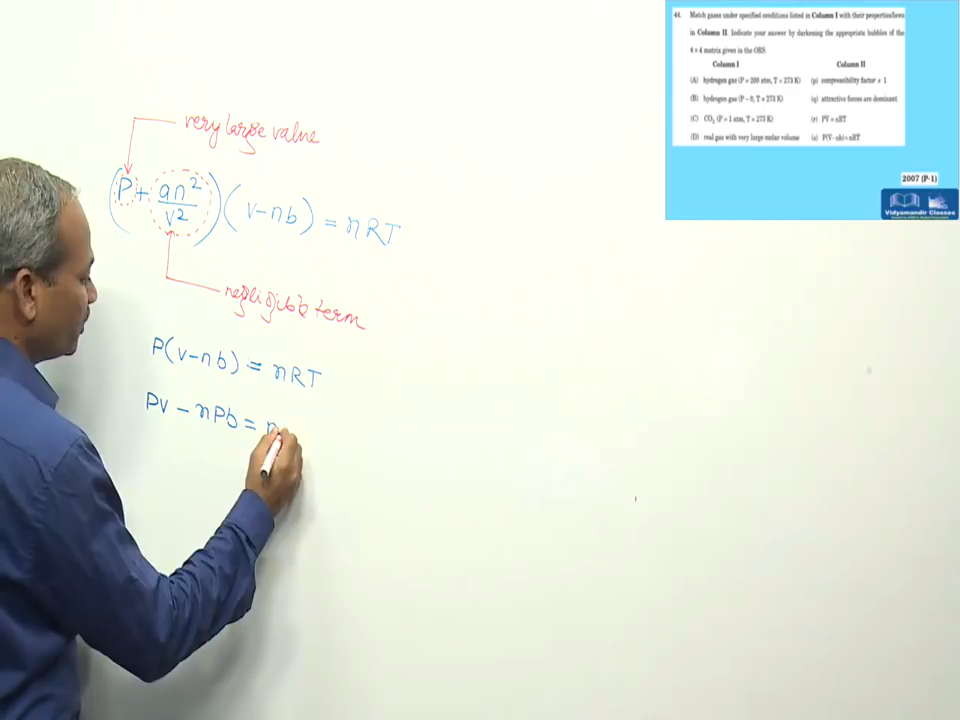 44. Match gases under specified conditions listed in Column I with their properties/laws
in Column II. Indicate your answer by darkening the appropriate bubbles of the
4 × 4 matrix given in the ORS
Column I Column II
(A) hydrogen gas (P = 200 atm, T = 273 K) (p) compressibility factor ≠ 1
(B) hydrogen gas (P ~ 0, T = 273 K) (q) attractive forces are dominant
(C) CO₂ (P = 1 atm, T = 273 K) (r) PV = nRT
(D) real gas with very large molar volume (s) P(V – nb) = nRT
2007 (P-1)
Vidyamandir Classes
very large value
(P + an²/v²) (v-nb) = nRT
negligible term
P(v-nb) = nRT
Pv - nPb = n